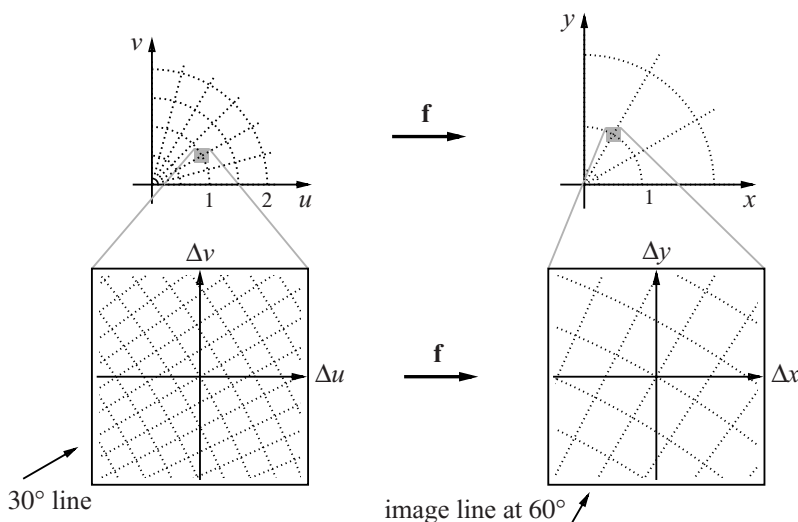 v
y
f
1
2
u
1
x
Δv
Δy
f
Δu
Δx
30° line
image line at 60°